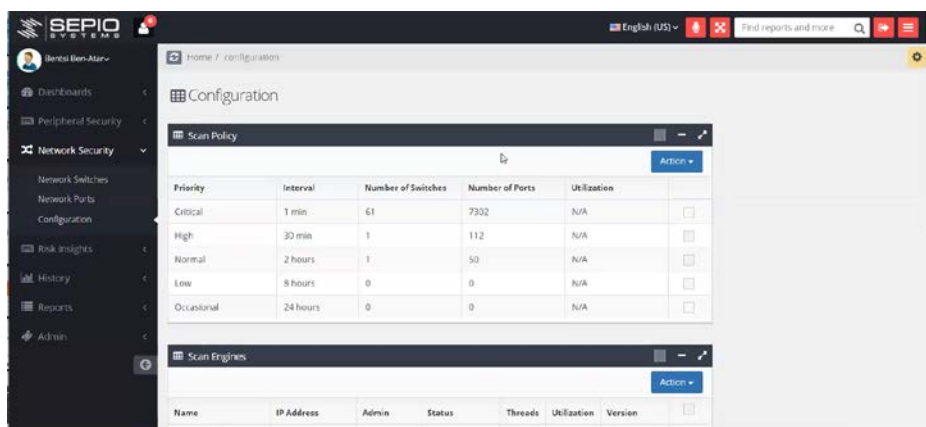 SEPIO
SYSTEMS
English (US)
Find reports and more
Bentsi Ben-Atar
Home / configuration
Dashboards
Peripheral Security
Network Security
Network Switches
Network Ports
Configuration
Risk Insights
History
Reports
Admin
Configuration
Scan Policy
Action
Priority Interval Number of Switches Number of Ports Utilization
Critical 1 min 61 7302 N/A
High 30 min 1 112 N/A
Normal 2 hours 1 50 N/A
Low 8 hours 0 0 N/A
Occasional 24 hours 0 0 N/A
Scan Engines
Action
Name IP Address Admin Status Threads Utilization Version